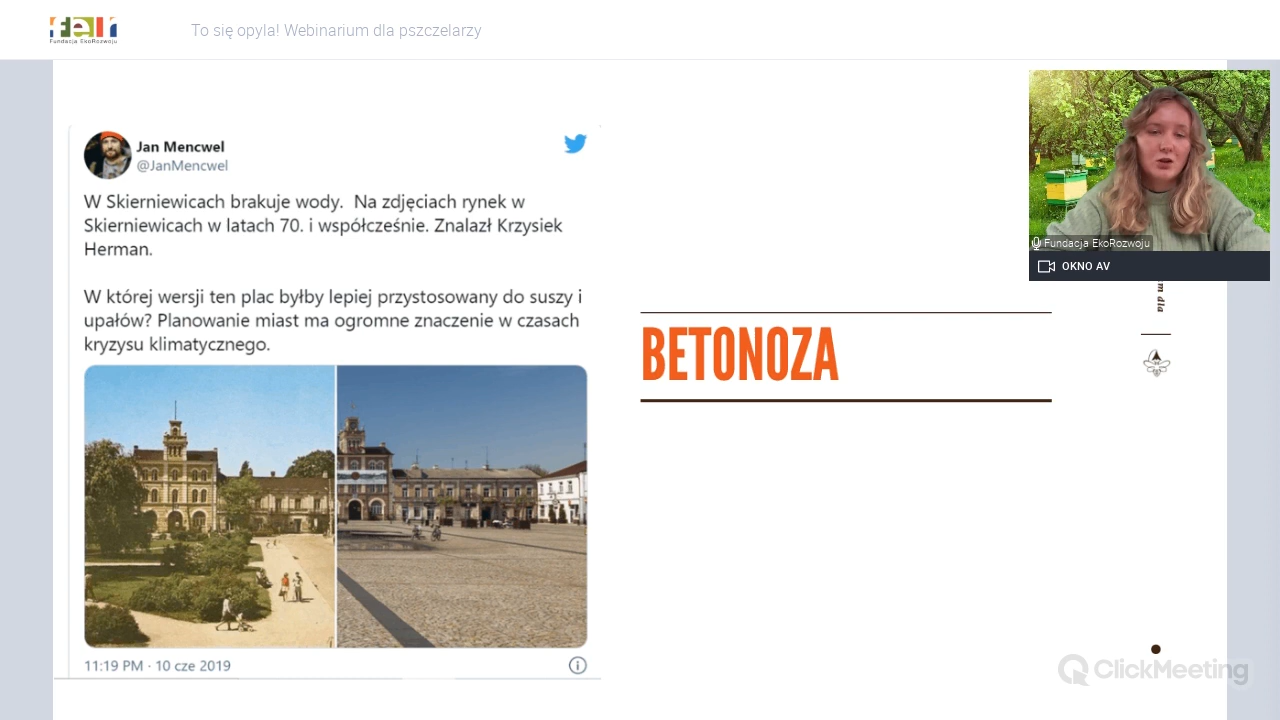 feh
Fundacja EkoRozwoju
To się opyla! Webinarium dla pszczelarzy
Jan Mencwel
@JanMencwel
W Skierniewicach brakuje wody. Na zdjęciach rynek w
Skierniewicach w latach 70. i współcześnie. Znalazł Krzysiek
Herman.
W której wersji ten plac byłby lepiej przystosowany do suszy i
upałów? Planowanie miast ma ogromne znaczenie w czasach
kryzysu klimatycznego.
11:19 PM · 10 cze 2019
BETONOZA
Fundacja EkoRozwoju
OKNO AV
dla
ClickMeeting